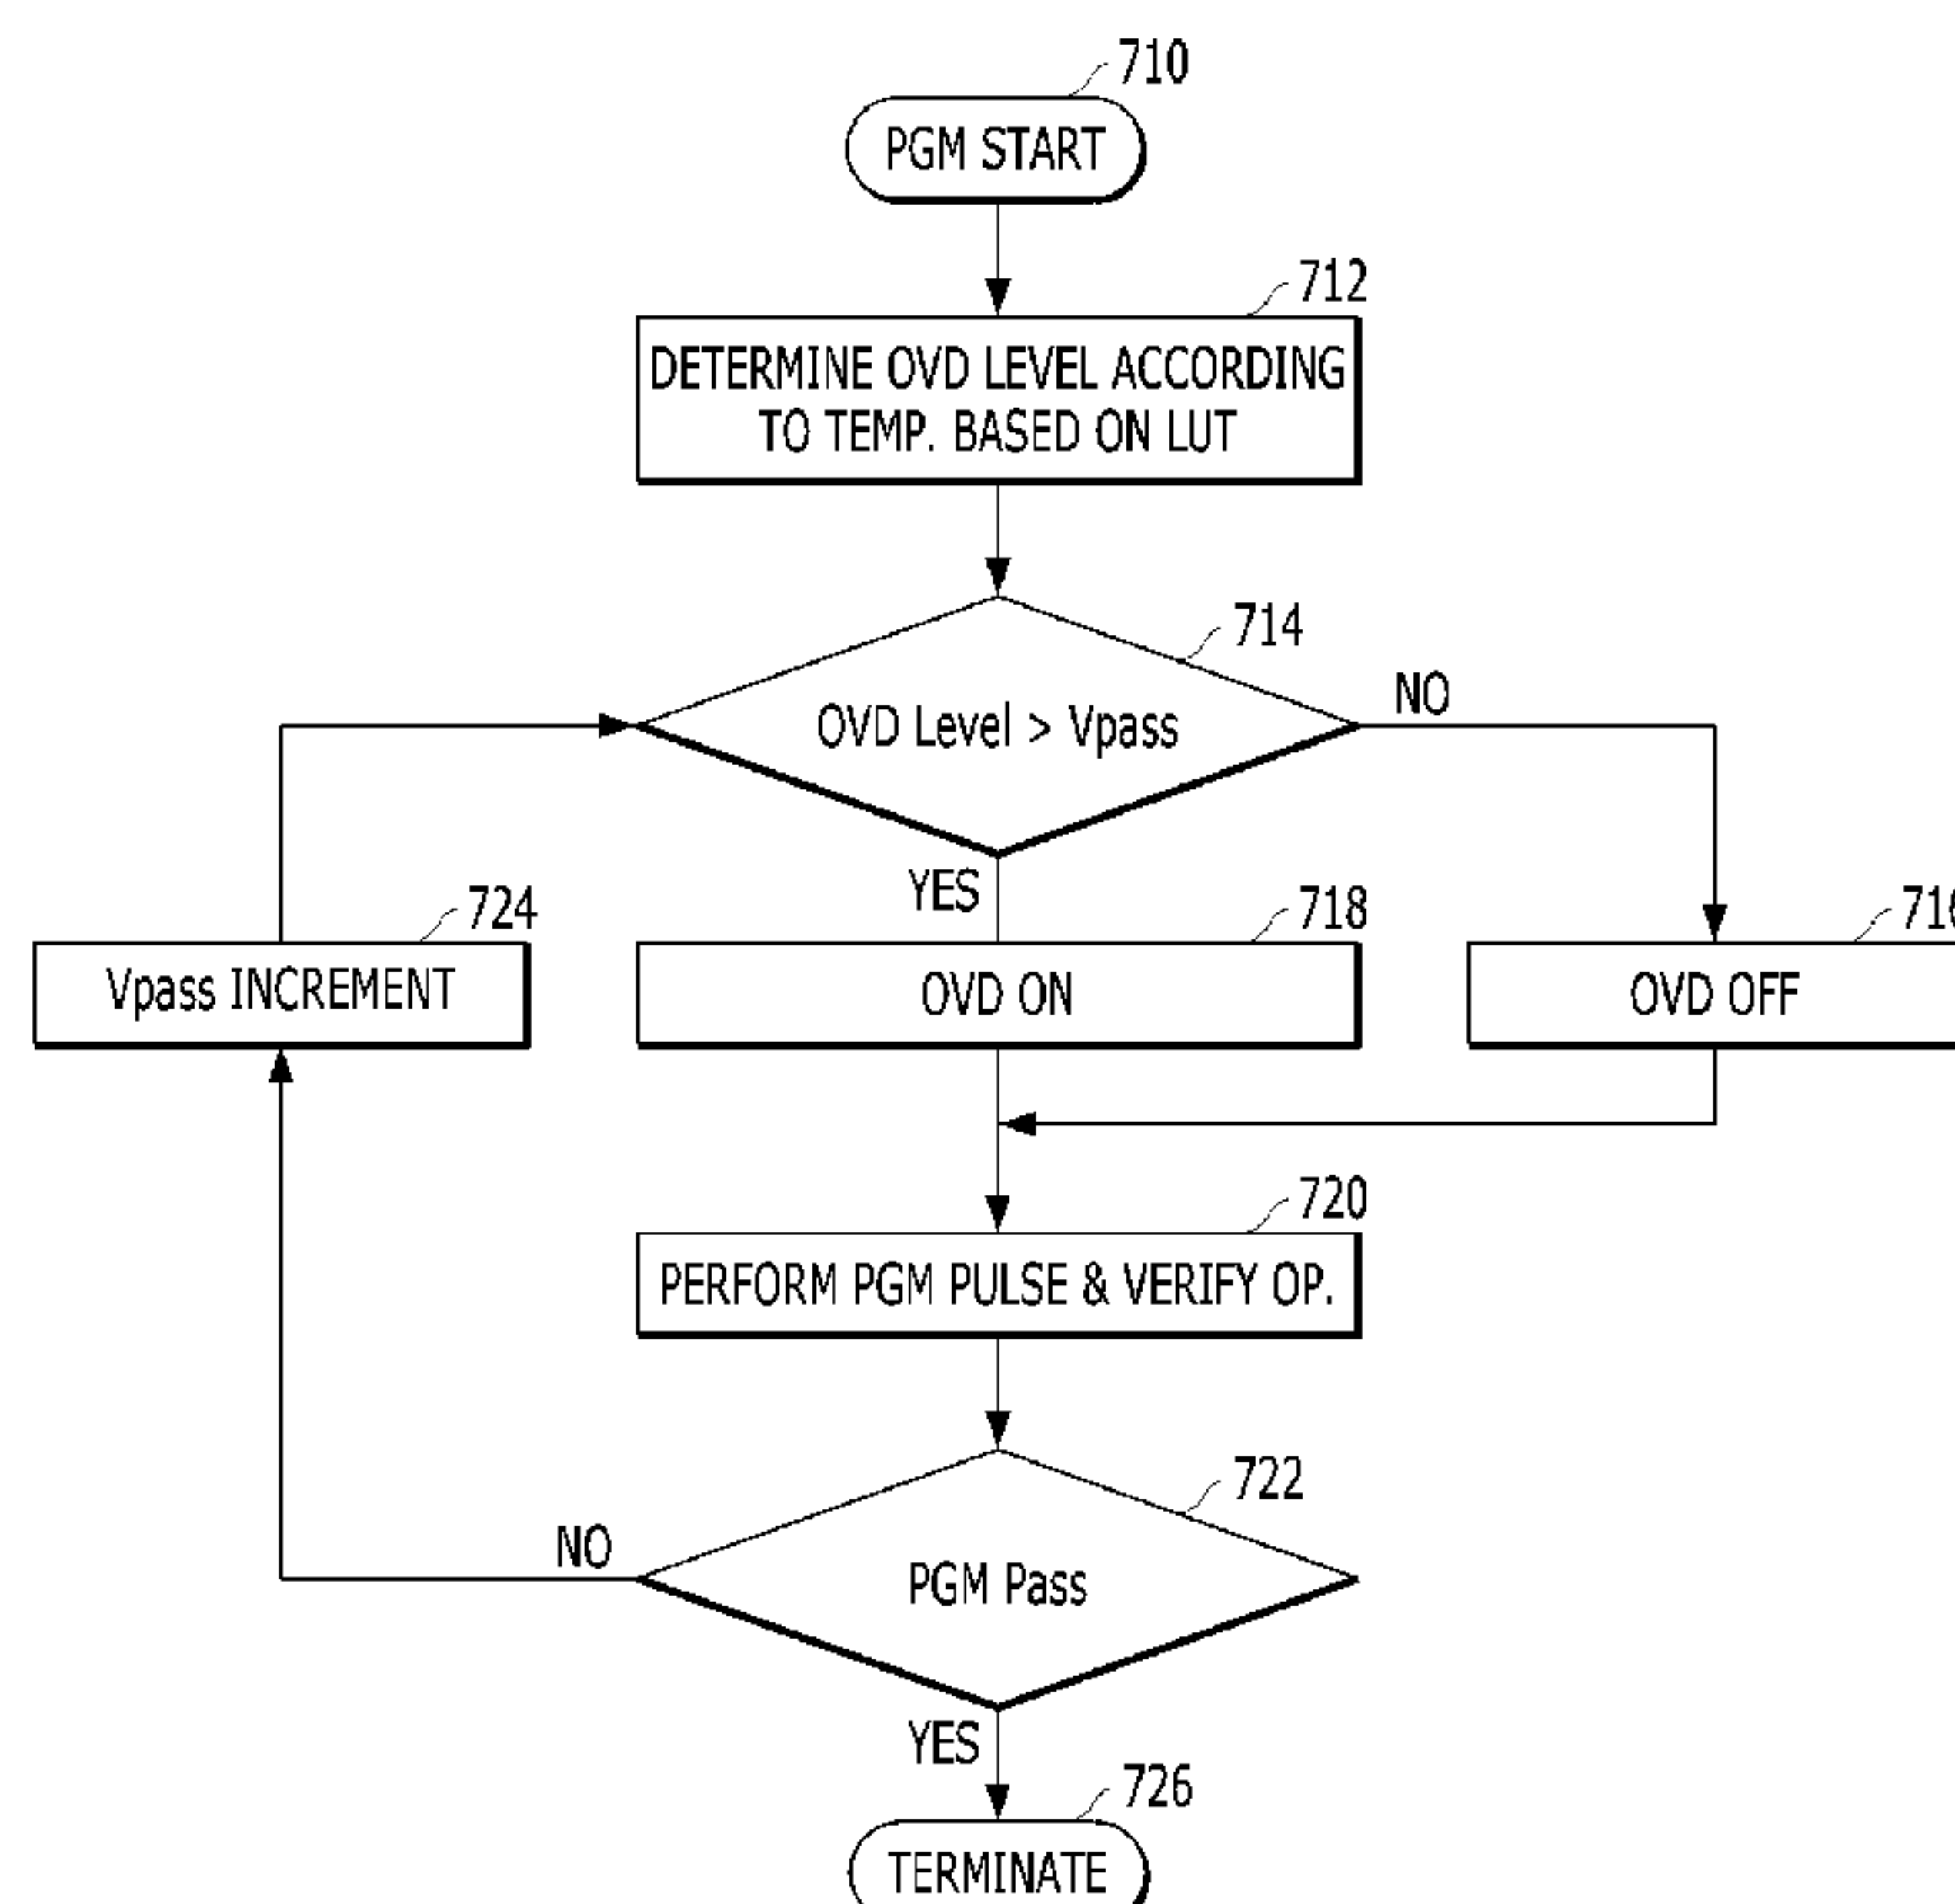 710
PGM START
712
DETERMINE OVD LEVEL ACCORDING
TO TEMP. BASED ON LUT
714
OVD Level > Vpass
NO
YES
724
Vpass INCREMENT
718
OVD ON
OVD OFF
720
PERFORM PGM PULSE & VERIFY OP.
722
PGM Pass
NO
YES
726
TERMINATE